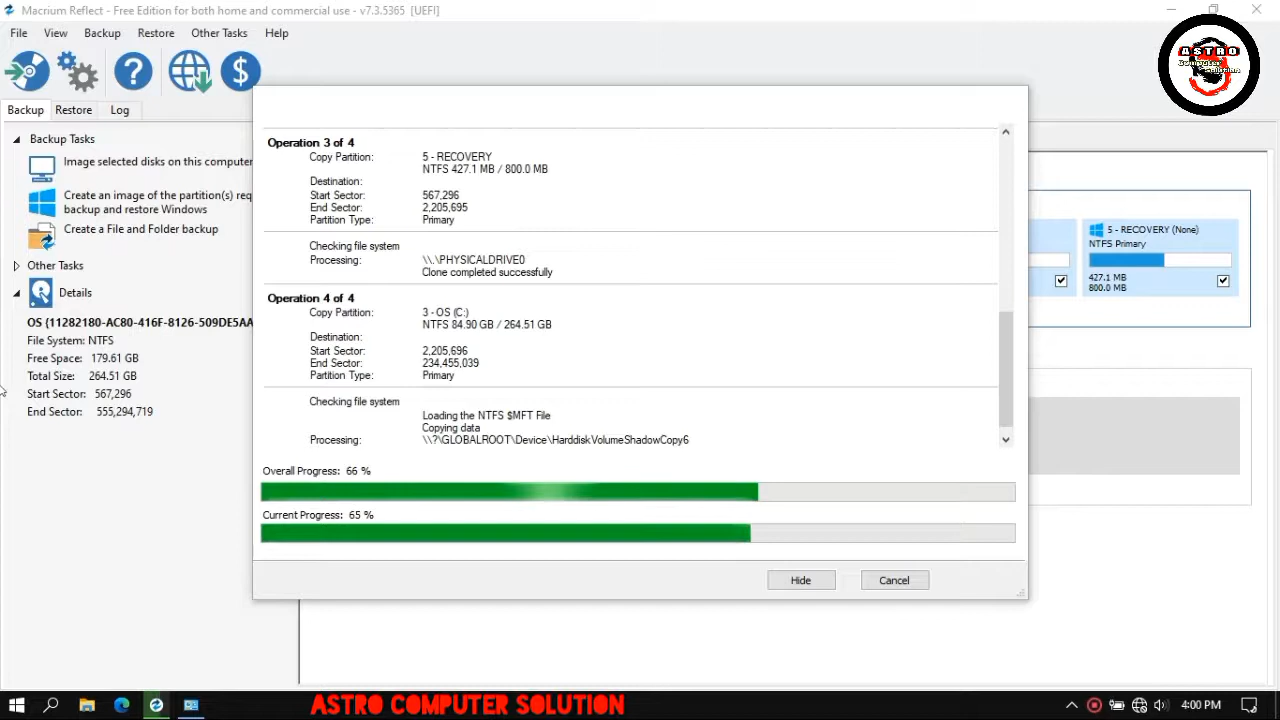 Macrium Reflect - Free Edition for both home and commercial use - v7.3.5365 [UEFI]
File View Backup Restore Other Tasks Help
ASTRO
Computer
Solution
Backup Restore Log
Backup Tasks
Image selected disks on this computer
Create an image of the partition(s) req
backup and restore Windows
Create a File and Folder backup
Other Tasks
Details
OS (11282180-AC80-416F-8126-509DE5AA
File System: NTFS
Free Space: 179.61 GB
Total Size: 264.51 GB
Start Sector: 567,296
End Sector: 555,294,719
Operation 3 of 4
Copy Partition: 5 - RECOVERY
NTFS 427.1 MB / 800.0 MB
Destination:
Start Sector: 567,296
End Sector: 2,205,695
Partition Type: Primary
Checking file system
Processing: \\.\PHYSICALDRIVE0
Clone completed successfully
Operation 4 of 4
Copy Partition: 3 - OS (C:)
NTFS 84.90 GB / 264.51 GB
Destination:
Start Sector: 2,205,696
End Sector: 234,455,039
Partition Type: Primary
Checking file system
Loading the NTFS $MFT File
Copying data
Processing: \\?\GLOBALROOT\Device\HarddiskVolumeShadowCopy6
Overall Progress: 66 %
Current Progress: 65 %
Hide Cancel
5 - RECOVERY (None)
NTFS Primary
427.1 MB
800.0 MB
ASTRO COMPUTER SOLUTION
4:00 PM